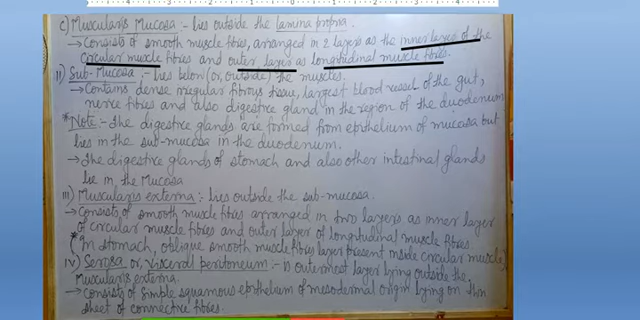 c) Muscularis Mucosa :- lies outside the lamina propria.
→ Consists of smooth muscle fibres, arranged in 2 layers as the inner layer of the
circular muscle fibres and outer layer as longitudinal muscle fibres.
ii) Sub-Mucosa :- lies below (or, outside) the muscles.
→ Contains dense irregular fibrous tissue, largest blood vessel of the gut,
nerve fibres and also digestive gland in the region of the duodenum
*Note :- The digestive glands are formed from epithelium of mucosa but
lies in the sub-mucosa in the duodenum.
→ The digestive glands of stomach and also other intestinal glands
lie in the Mucosa
iii) Muscularis externa :- lies outside the sub-mucosa.
→ Consists of smooth muscle fibres arranged in two layers as inner layer
of circular muscle fibres and outer layer of longitudinal muscle fibres.
* (In stomach, oblique smooth muscle fibres layer present inside circular muscle)
iv) Serosa or, visceral peritoneum :- is outermost layer lying outside the
Muscularis externa.
→ consists of simple squamous epithelium of mesodermal origin lying on thin
sheet of connective fibres.